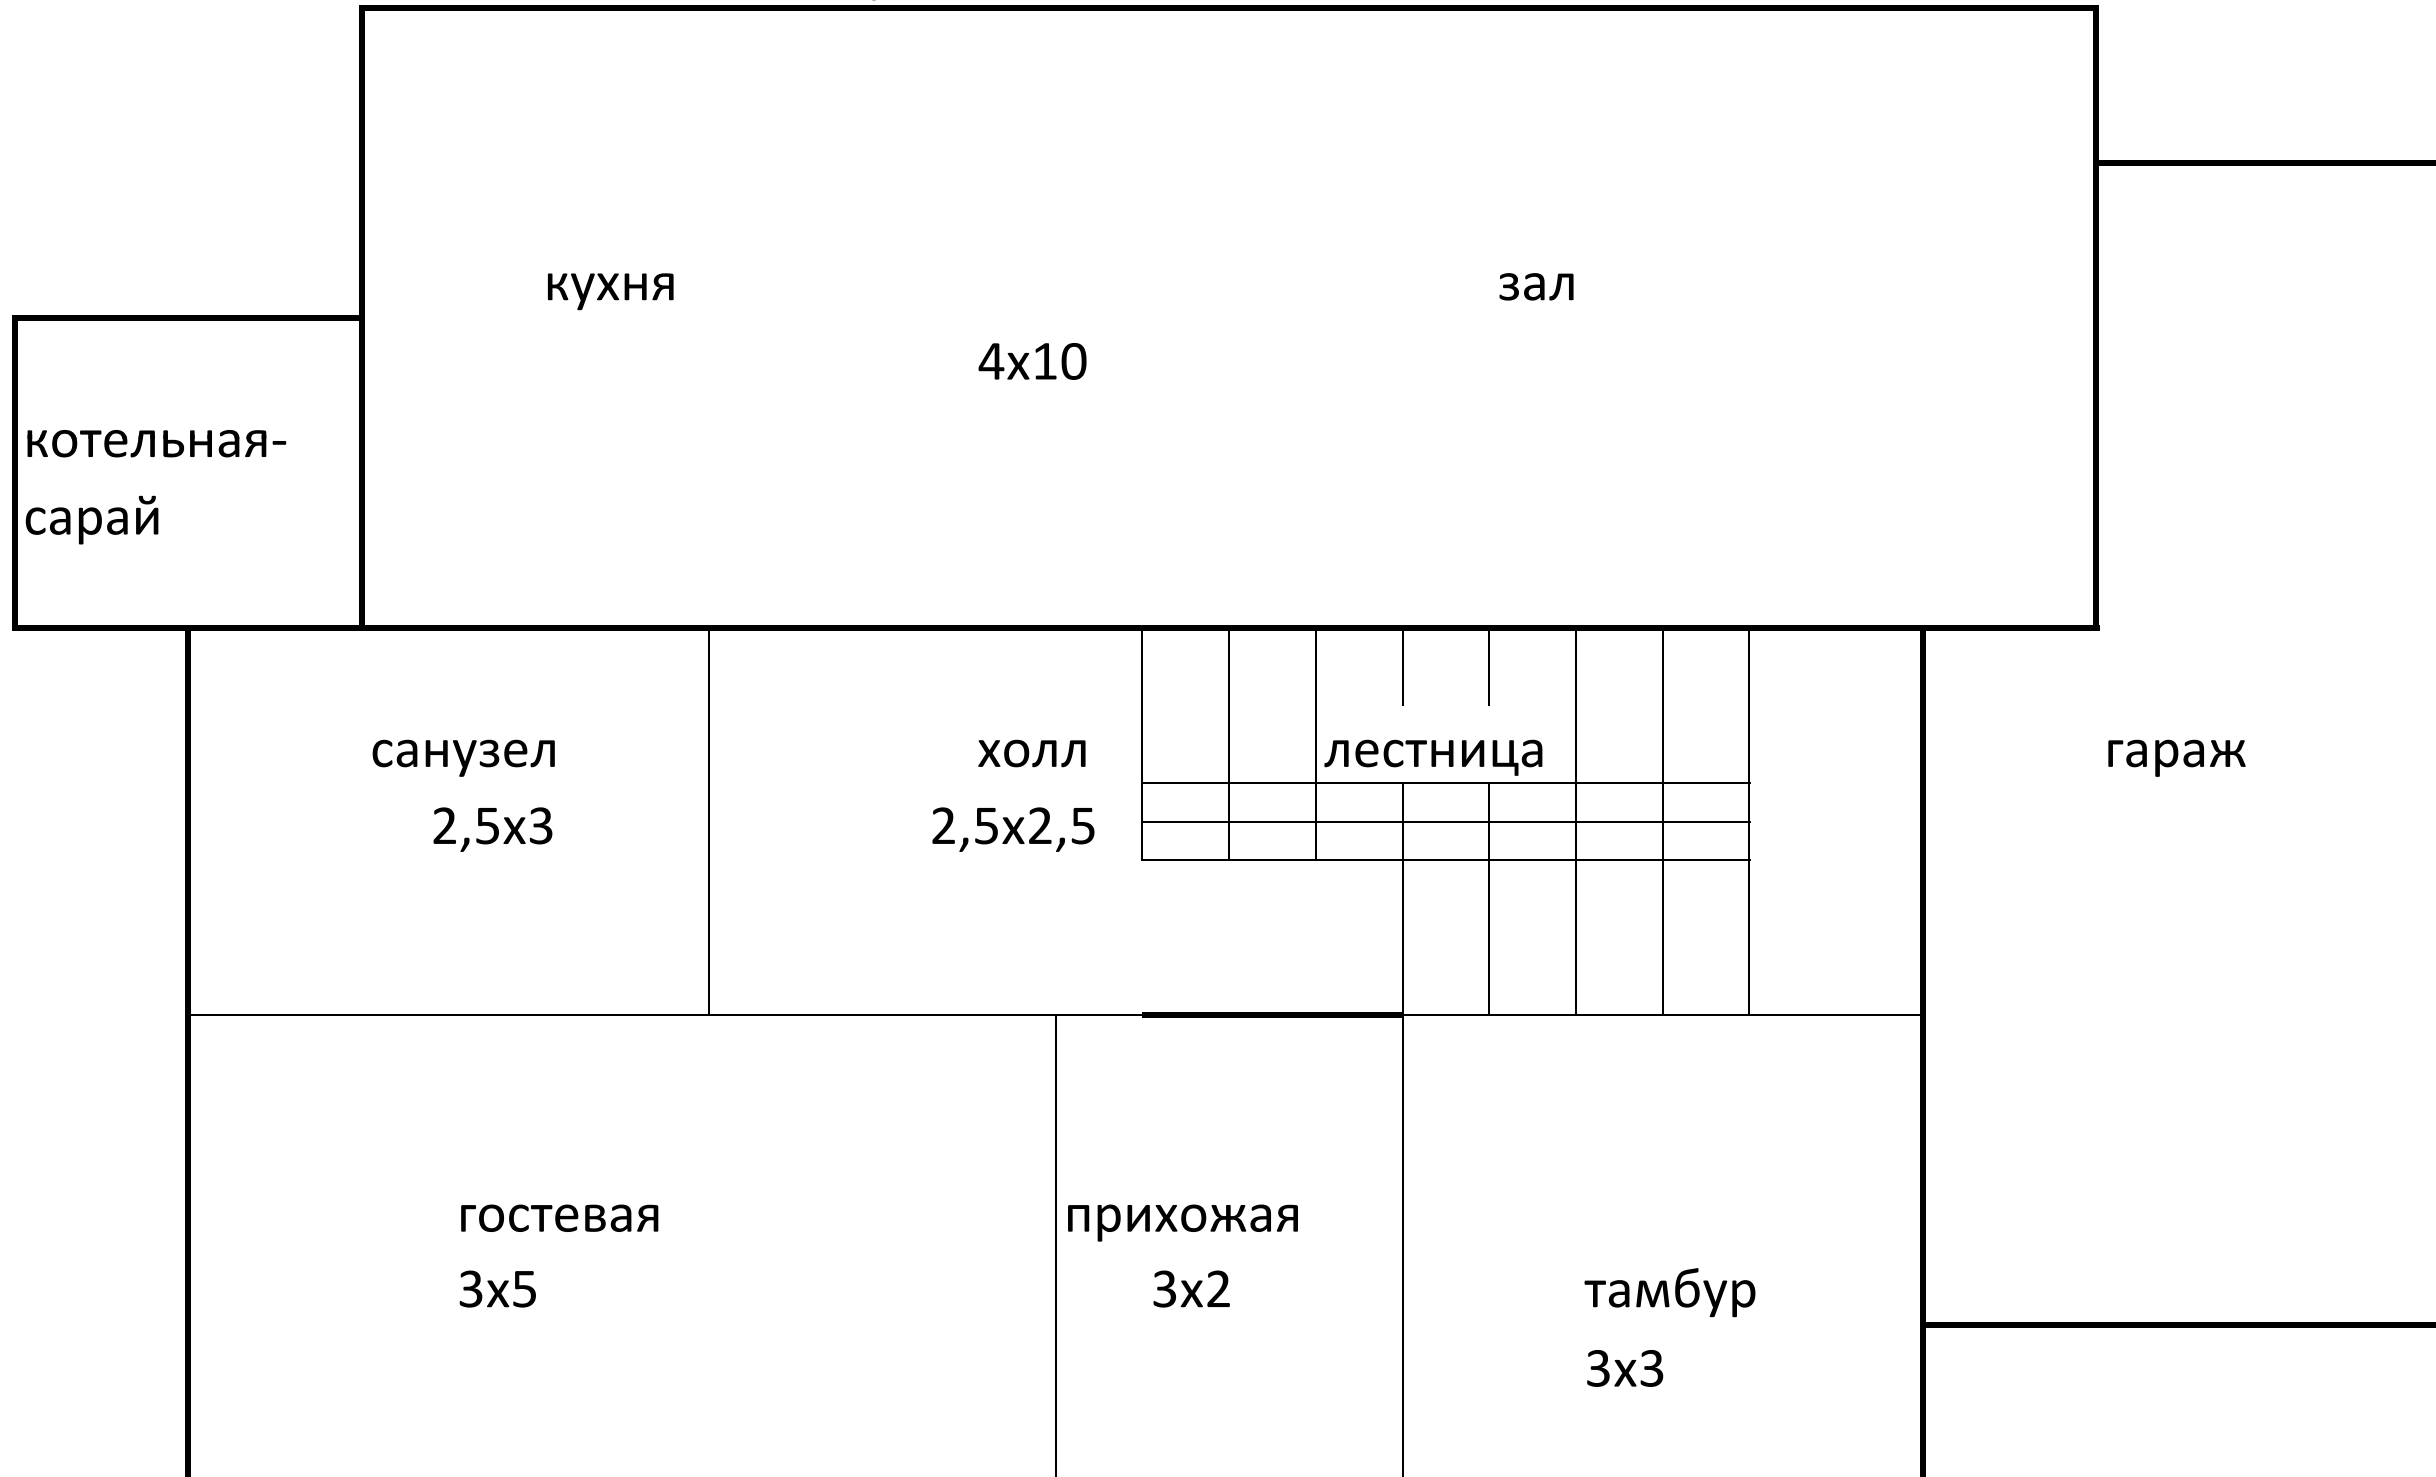 кухня
зал
4х10
котельная-
сарай
санузел
2,5х3
холл
2,5х2,5
лестница
гараж
гостевая
3х5
прихожая
3х2
тамбур
3х3